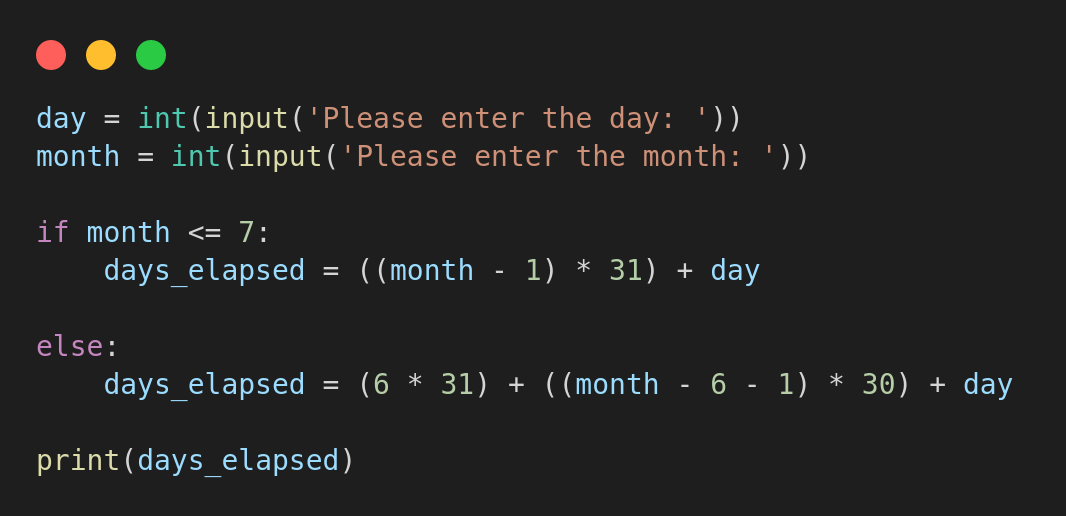 day = int(input('Please enter the day: '))
month = int(input('Please enter the month: '))

if month <= 7:
    days_elapsed = ((month - 1) * 31) + day

else:
    days_elapsed = (6 * 31) + ((month - 6 - 1) * 30) + day

print(days_elapsed)